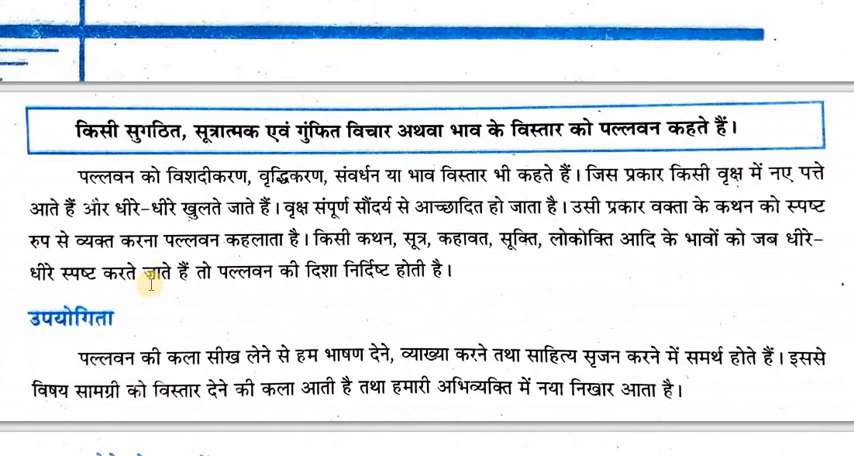 किसी सुगठित, सूत्रात्मक एवं गुंफित विचार अथवा भाव के विस्तार को पल्लवन कहते हैं।
पल्लवन को विशदीकरण, वृद्धिकरण, संवर्धन या भाव विस्तार भी कहते हैं। जिस प्रकार किसी वृक्ष में नए पत्ते
आते हैं और धीरे-धीरे खुलते जाते हैं। वृक्ष संपूर्ण सौंदर्य से आच्छादित हो जाता है। उसी प्रकार वक्ता के कथन को स्पष्ट
रुप से व्यक्त करना पल्लवन कहलाता है। किसी कथन, सूत्र, कहावत, सूक्ति, लोकोक्ति आदि के भावों को जब धीरे-
धीरे स्पष्ट करते जाते हैं तो पल्लवन की दिशा निर्दिष्ट होती है।
उपयोगिता
पल्लवन की कला सीख लेने से हम भाषण देने, व्याख्या करने तथा साहित्य सृजन करने में समर्थ होते हैं। इससे
विषय सामग्री को विस्तार देने की कला आती है तथा हमारी अभिव्यक्ति में नया निखार आता है।